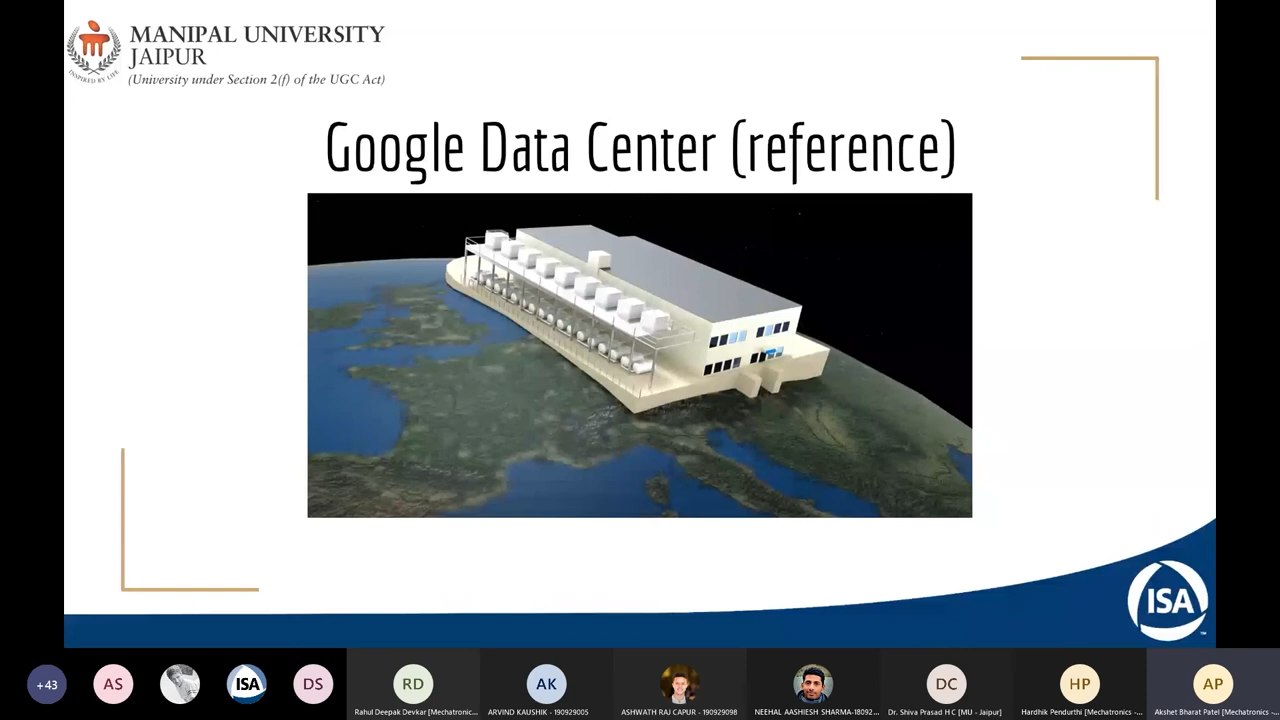 MANIPAL UNIVERSITY
JAIPUR
(University under Section 2(f) of the UGC Act)
INSPIRED BY LIFE
Google Data Center (reference)
ISA
TM
+43
AS
ISA
DS
RD
AK
DC
HP
AP
Rahul Deepak Devkar [Mechatronic...
ARVIND KAUSHIK - 190929005
ASHWATH RAJ CAPUR - 190929098
NEEHAL AASHIESH SHARMA-18092...
Dr. Shiva Prasad H C [MU - Jaipur]
Hardhik Pendurthi [Mechatronics -...
Akshet Bharat Patel [Mechatronics -...